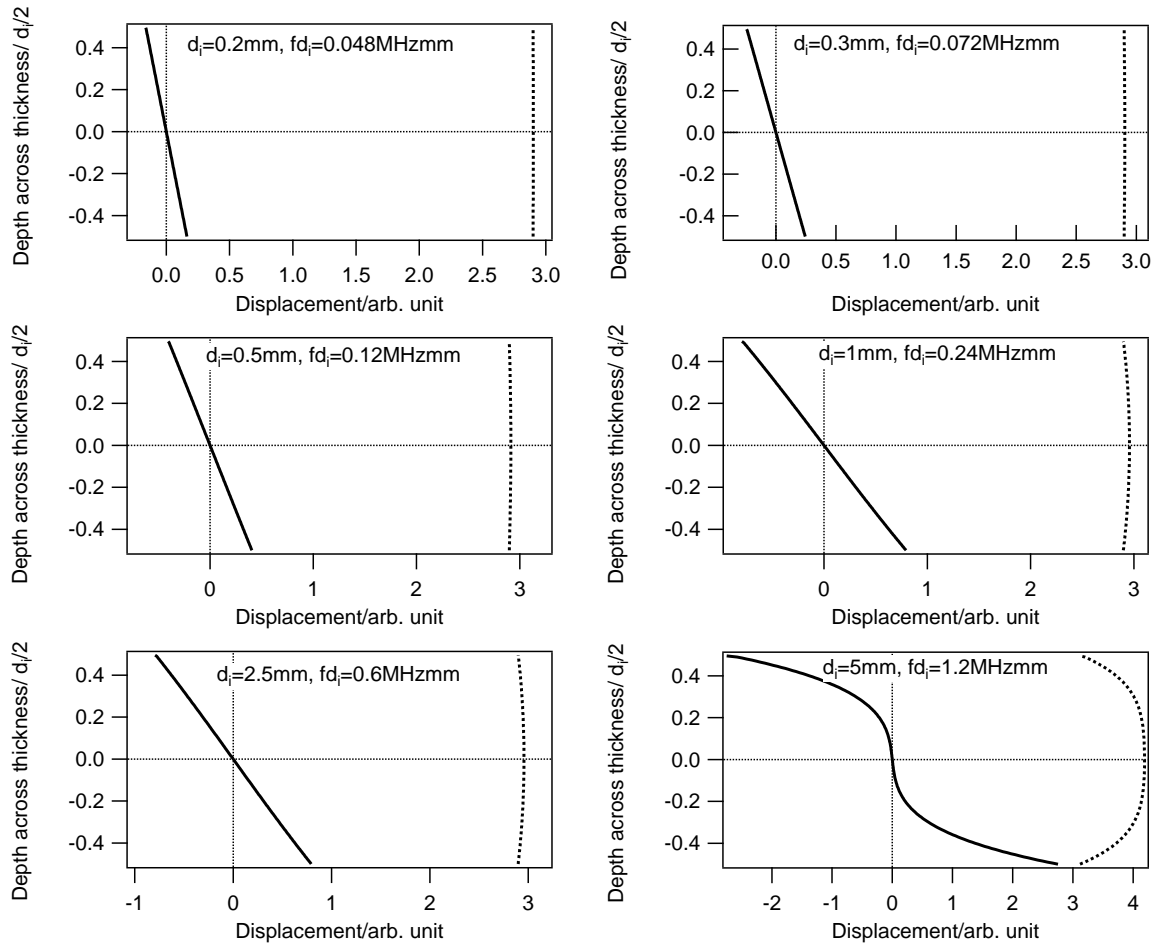 Depth across thickness/ di/2
0.4
0.2
0.0
-0.2
-0.4
di=0.2mm, fdi=0.048MHzmm
0.0 0.5 1.0 1.5 2.0 2.5 3.0
Displacement/arb. unit
Depth across thickness/ di/2
0.4
0.2
0.0
-0.2
-0.4
di=0.3mm, fdi=0.072MHzmm
0.0 0.5 1.0 1.5 2.0 2.5 3.0
Displacement/arb. unit
Depth across thickness/ di/2
0.4
0.2
0.0
-0.2
-0.4
di=0.5mm, fdi=0.12MHzmm
0 1 2 3
Displacement/arb. unit
Depth across thickness/ di/2
0.4
0.2
0.0
-0.2
-0.4
di=1mm, fdi=0.24MHzmm
0 1 2 3
Displacement/arb. unit
Depth across thickness/ di/2
0.4
0.2
0.0
-0.2
-0.4
di=2.5mm, fdi=0.6MHzmm
-1 0 1 2 3
Displacement/arb. unit
Depth across thickness/ di/2
0.4
0.2
0.0
-0.2
-0.4
di=5mm, fdi=1.2MHzmm
-2 -1 0 1 2 3 4
Displacement/arb. unit